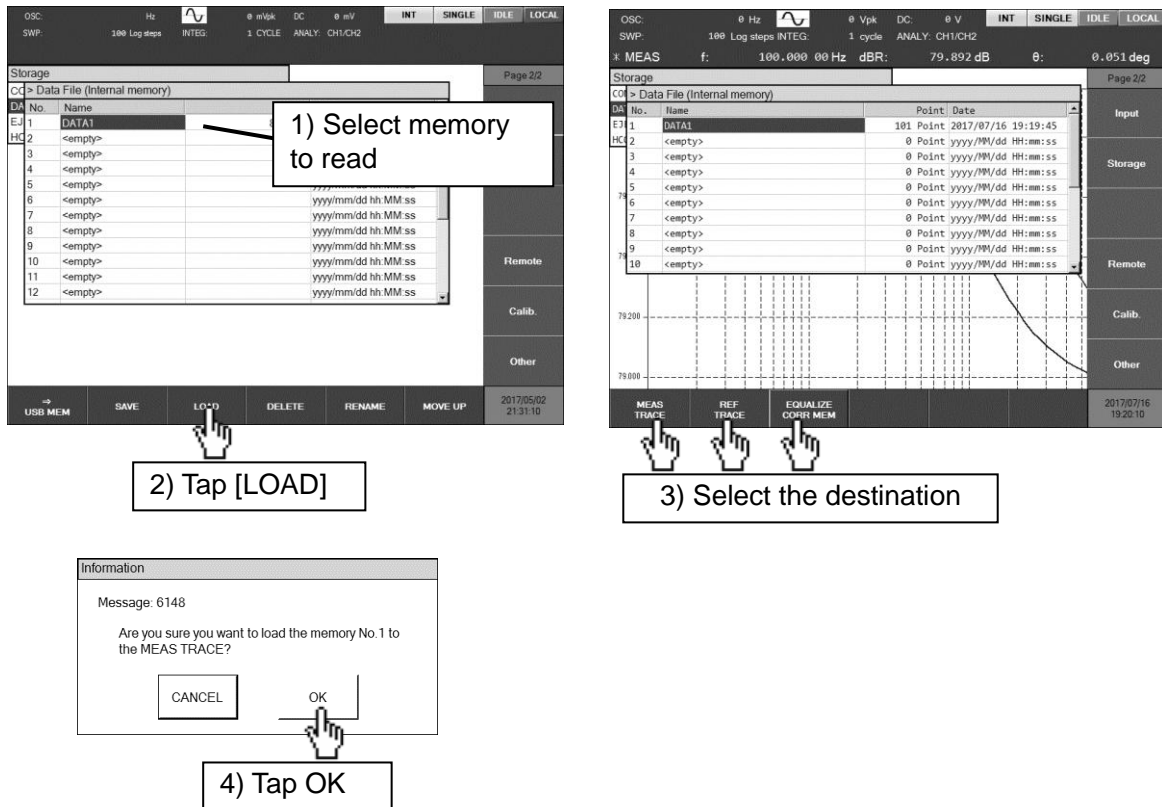 OSC: Hz 0 mVpk DC 0 mV INT SINGLE IDLE LOCAL
SWP: 100 Log steps INTEG: 1 CYCLE ANALY: CH1/CH2
Storage Page 2/2
> Data File (Internal memory)
No. Name
1 DATA1
2 <empty>
3 <empty>
4 <empty>
5 <empty> yyyy/mm/dd hh:MM:ss
6 <empty> yyyy/mm/dd hh:MM:ss
7 <empty> yyyy/mm/dd hh:MM:ss
8 <empty> yyyy/mm/dd hh:MM:ss
9 <empty> yyyy/mm/dd hh:MM:ss
10 <empty> yyyy/mm/dd hh:MM:ss
11 <empty> yyyy/mm/dd hh:MM:ss
12 <empty> yyyy/mm/dd hh:MM:ss
1) Select memory
to read
Remote
Calib.
Other
⇒
USB MEM SAVE LOAD DELETE RENAME MOVE UP
2017/05/02
21:31:10
2) Tap [LOAD]
OSC: 0 Hz 0 Vpk DC: 0 V INT SINGLE IDLE LOCAL
SWP: 100 Log steps INTEG: 1 cycle ANALY: CH1/CH2
* MEAS f: 100.000 00 Hz dBR: 79.892 dB θ: 0.051 deg
Storage Page 2/2
> Data File (Internal memory)
No. Name Point Date
1 DATA1 101 Point 2017/07/16 19:19:45
2 <empty> 0 Point yyyy/MM/dd HH:mm:ss
3 <empty> 0 Point yyyy/MM/dd HH:mm:ss
4 <empty> 0 Point yyyy/MM/dd HH:mm:ss
5 <empty> 0 Point yyyy/MM/dd HH:mm:ss
6 <empty> 0 Point yyyy/MM/dd HH:mm:ss
7 <empty> 0 Point yyyy/MM/dd HH:mm:ss
8 <empty> 0 Point yyyy/MM/dd HH:mm:ss
9 <empty> 0 Point yyyy/MM/dd HH:mm:ss
10 <empty> 0 Point yyyy/MM/dd HH:mm:ss
Input
Storage
Remote
Calib.
Other
79.200
79.000
MEAS TRACE
REF TRACE
EQUALIZE CORR MEM
2017/07/16
19:20:10
3) Select the destination
Information
Message: 6148
Are you sure you want to load the memory No.1 to
the MEAS TRACE?
CANCEL OK
4) Tap OK